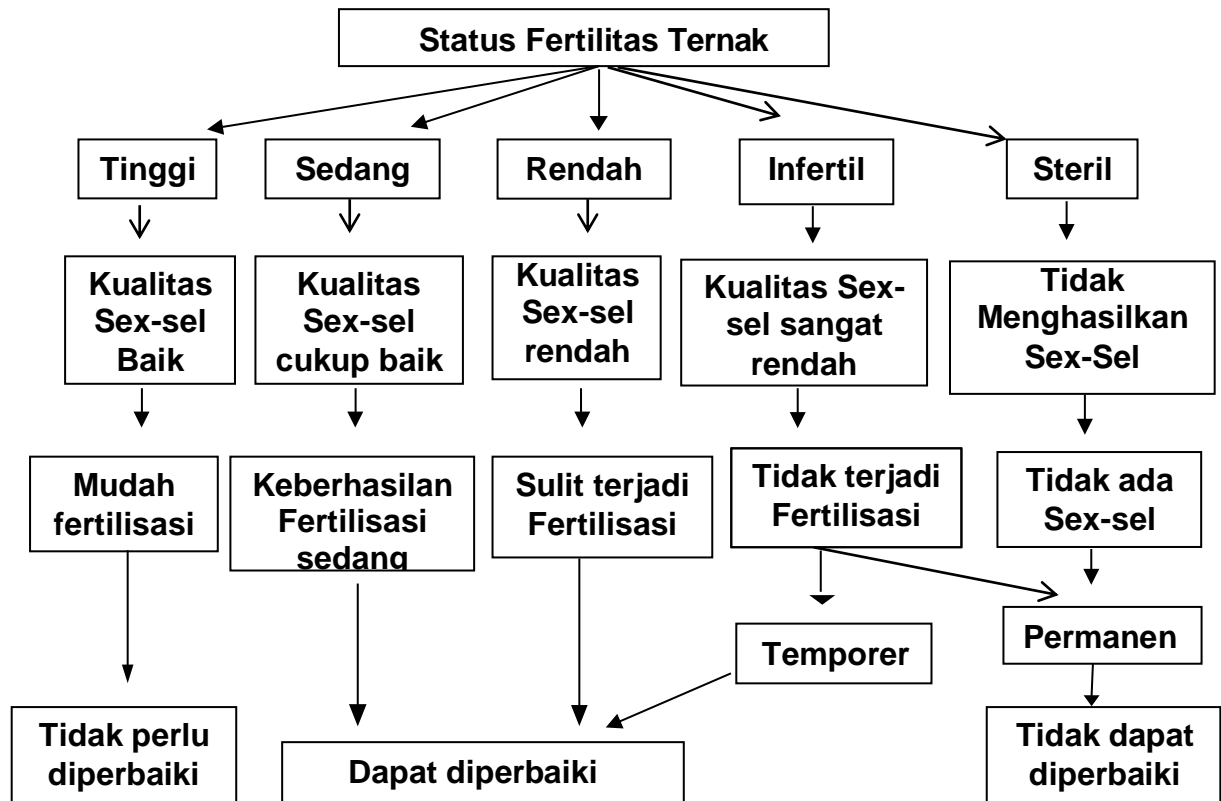 Status Fertilitas Ternak
Tinggi
Sedang
Rendah
Infertil
Steril
Kualitas
Sex-sel
Baik
Kualitas
Sex-sel
cukup baik
Kualitas
Sex-sel
rendah
Kualitas Sex-
sel sangat
rendah
Tidak
Menghasilkan
Sex-Sel
Mudah
fertilisasi
Keberhasilan
Fertilisasi
sedang
Sulit terjadi
Fertilisasi
Tidak terjadi
Fertilisasi
Tidak ada
Sex-sel
Temporer
Permanen
Tidak perlu
diperbaiki
Dapat diperbaiki
Tidak dapat
diperbaiki